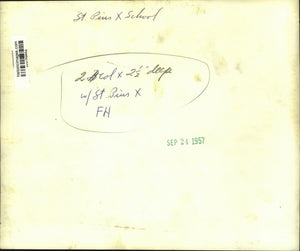 St. Pius X School
2 col x 2½" deep
w/ St. Pius X
FH
SEP 24 1957